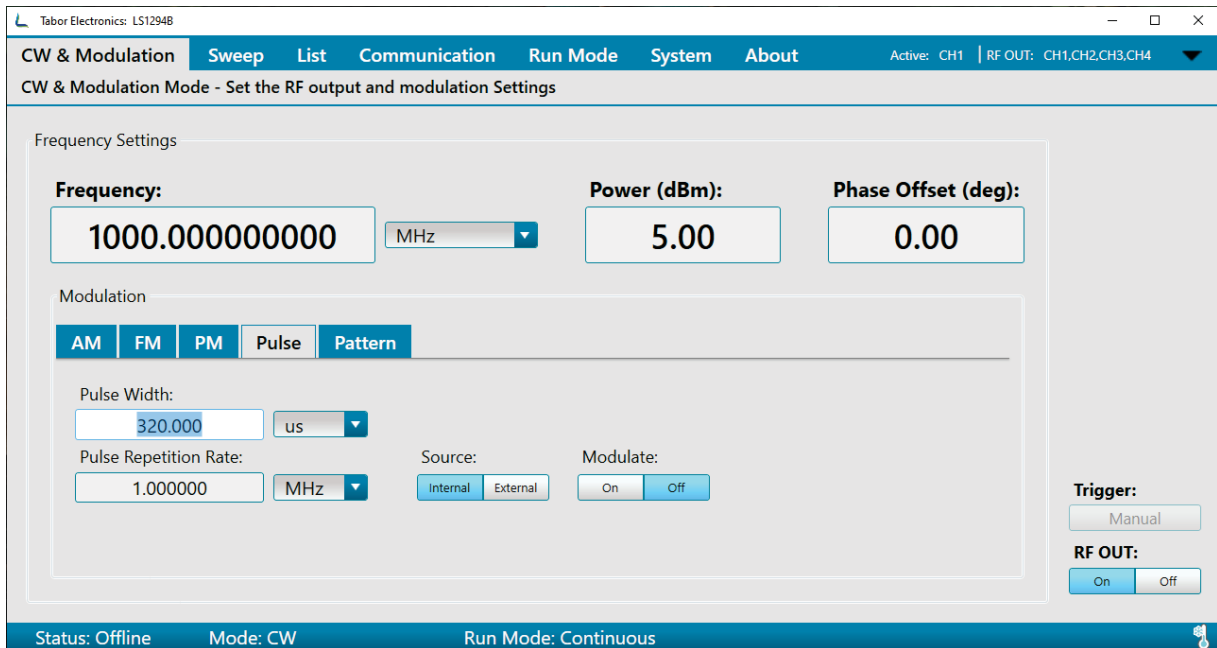 Tabor Electronics: LS1294B
CW & Modulation Sweep List Communication Run Mode System About Active: CH1 RF OUT: CH1,CH2,CH3,CH4
CW & Modulation Mode - Set the RF output and modulation Settings
Frequency Settings
Frequency: Power (dBm): Phase Offset (deg):
1000.000000000 MHz 5.00 0.00
Modulation
AM FM PM Pulse Pattern
Pulse Width:
320.000 us
Pulse Repetition Rate: Source: Modulate:
1.000000 MHz Internal External On Off
Trigger:
Manual
RF OUT:
On Off
Status: Offline Mode: CW Run Mode: Continuous